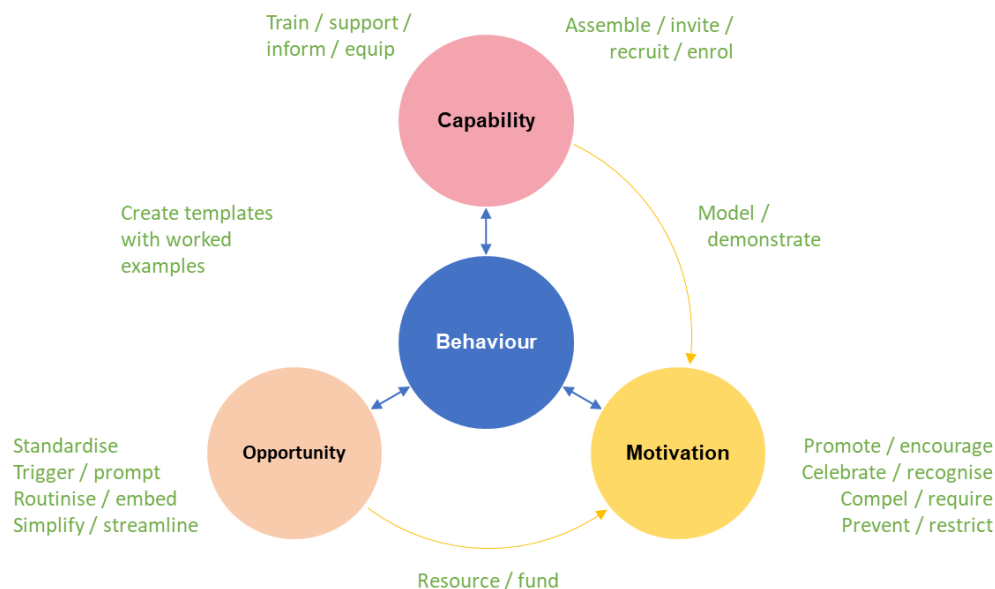 Train / support /
inform / equip
Assemble / invite /
recruit / enrol
Capability
Create templates
with worked
examples
Model /
demonstrate
Behaviour
Opportunity
Motivation
Standardise
Trigger / prompt
Routinise / embed
Simplify / streamline
Promote / encourage
Celebrate / recognise
Compel / require
Prevent / restrict
Resource / fund